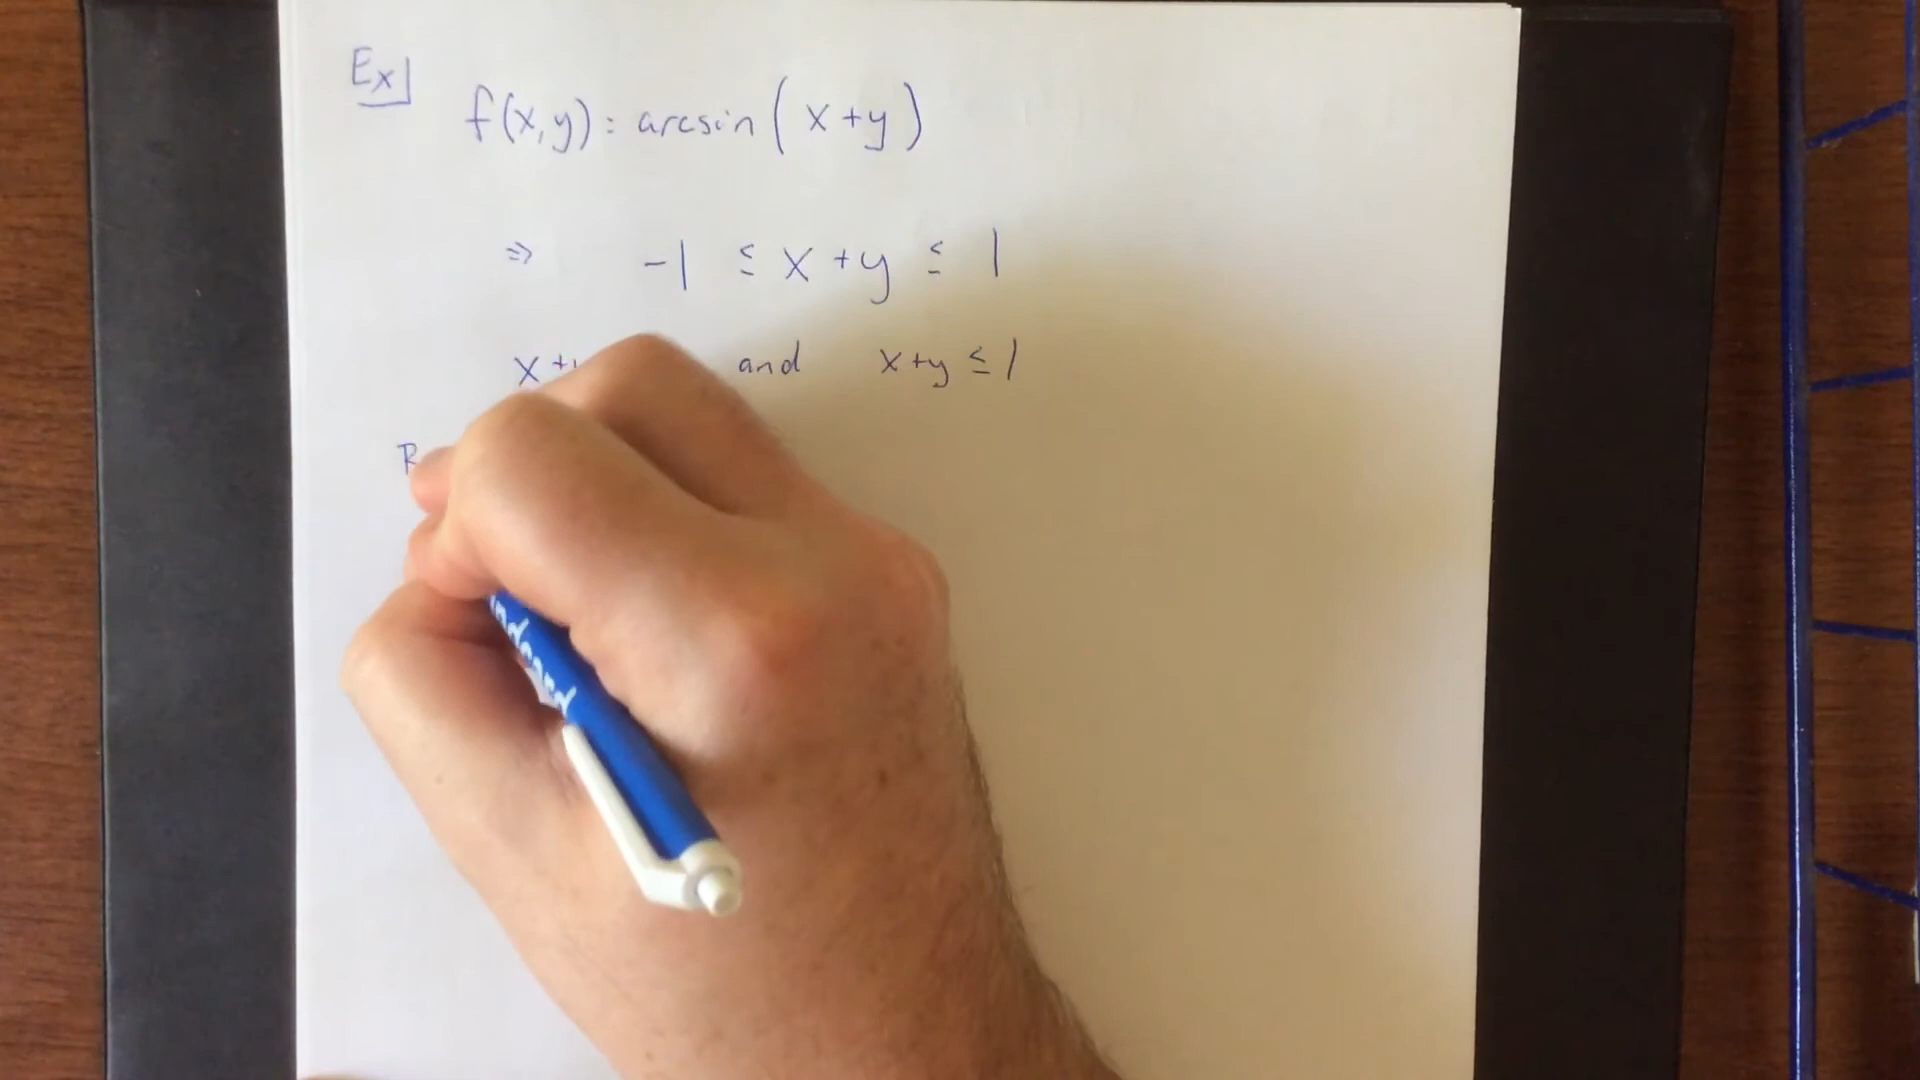 Ex
f(x,y) = arcsin(x+y)
⇒ -1 ≤ x+y ≤ 1
x+ and x+y ≤ 1